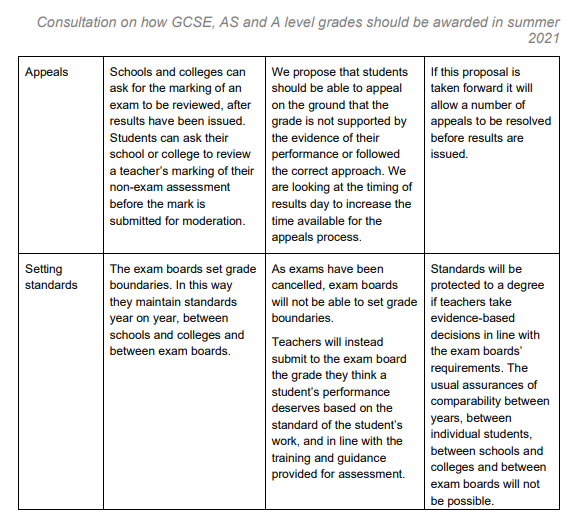 Consultation on how GCSE, AS and A level grades should be awarded in summer
2021
Appeals
Schools and colleges can
ask for the marking of an
exam to be reviewed, after
results have been issued.
Students can ask their
school or college to review
a teacher's marking of their
non-exam assessment
before the mark is
submitted for moderation.
We propose that students
should be able to appeal
on the ground that the
grade is not supported by
the evidence of their
performance or followed
the correct approach. We
are looking at the timing of
results day to increase the
time available for the
appeals process.
If this proposal is
taken forward it will
allow a number of
appeals to be resolved
before results are
issued.
Setting
standards
The exam boards set grade
boundaries. In this way
they maintain standards
year on year, between
schools and colleges and
between exam boards.
As exams have been
cancelled, exam boards
will not be able to set grade
boundaries.
Teachers will instead
submit to the exam board
the grade they think a
student's performance
deserves based on the
standard of the student's
work, and in line with the
training and guidance
provided for assessment.
Standards will be
protected to a degree
if teachers take
evidence-based
decisions in line with
the exam boards'
requirements. The
usual assurances of
comparability between
years, between
individual students,
between schools and
colleges and between
exam boards will not
be possible.